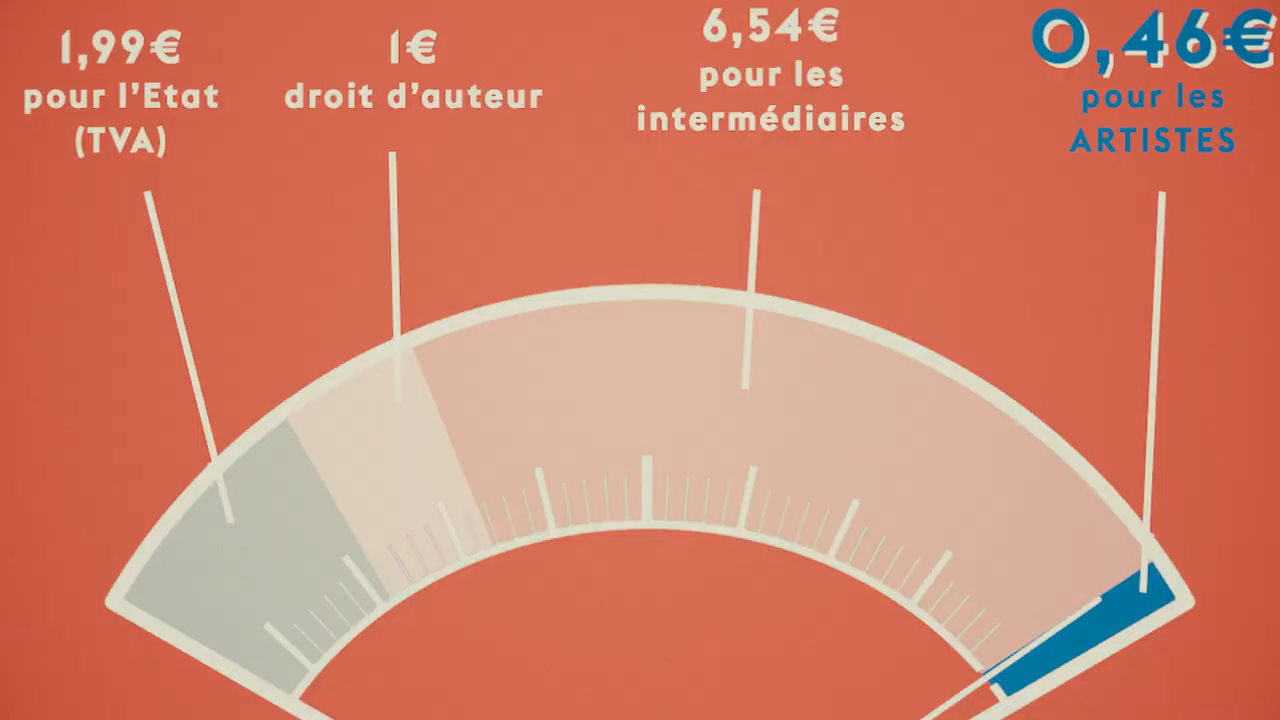 1,99€
pour l'Etat
(TVA)
1€
droit d'auteur
6,54€
pour les
intermédiaires
0,46€
pour les
ARTISTES